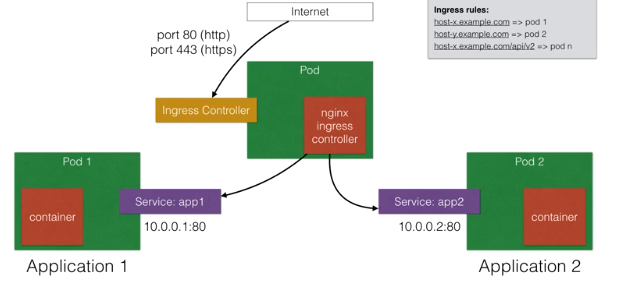 Internet
Ingress rules:
host-x.example.com => pod 1
host-y.example.com => pod 2
host-x.example.com/api/v2 => pod n
port 80 (http)
port 443 (https)
Pod
Ingress Controller
nginx
ingress
controller
Pod 1
container
Service: app1
10.0.0.1:80
Application 1
Pod 2
Service: app2
container
10.0.0.2:80
Application 2